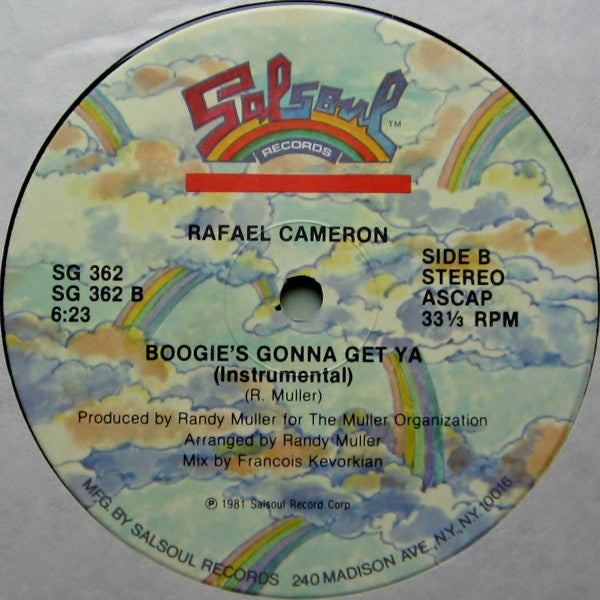 Salsoul
TM
RECORDS
RAFAEL CAMERON
SG 362
SG 362 B
6:23
SIDE B
STEREO
ASCAP
33⅓ RPM
BOOGIE'S GONNA GET YA
(Instrumental)
(R. Muller)
Produced by Randy Muller for The Muller Organization
Arranged by Randy Muller
Mix by Francois Kevorkian
℗ 1981 Salsoul Record Corp.
MFG. BY SALSOUL RECORDS 240 MADISON AVE., N.Y., N.Y. 10016